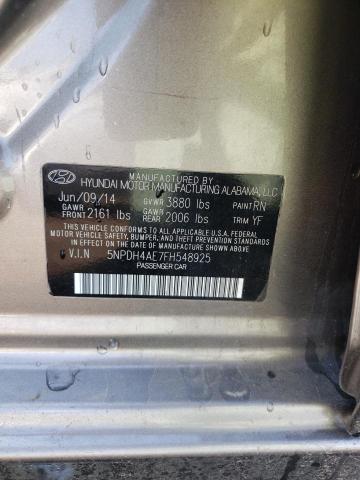 MANUFACTURED BY
HYUNDAI MOTOR MANUFACTURING ALABAMA, LLC
Jun/09/14 GVWR 3880 lbs PAINT RN
GAWR FRONT 2161 lbs GAWR REAR 2006 lbs TRIM YF
THIS VEHICLE CONFORMS TO ALL APPLICABLE
U.S. FEDERAL MOTOR VEHICLE SAFETY, BUMPER, AND
THEFT PREVENTION STANDARDS IN EFFECT ON THE
DATE OF MANUFACTURE SHOWN ABOVE.
V.I.N 5NPDH4AE7FH548925
PASSENGER CAR